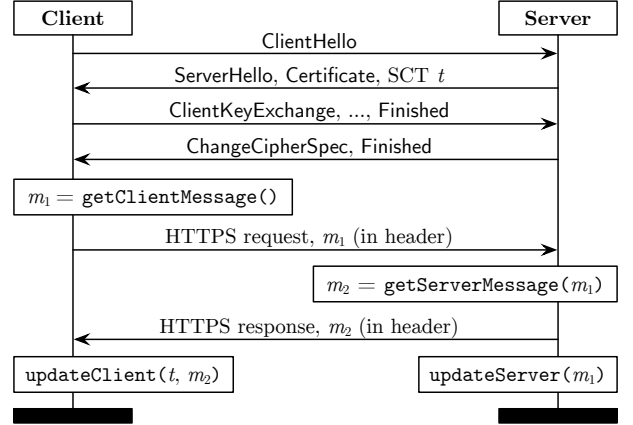 Client Server
ClientHello
ServerHello, Certificate, SCT t
ClientKeyExchange, ..., Finished
ChangeCipherSpec, Finished
m₁ = getClientMessage()
HTTPS request, m₁ (in header)
m₂ = getServerMessage(m₁)
HTTPS response, m₂ (in header)
updateClient(t, m₂) updateServer(m₁)